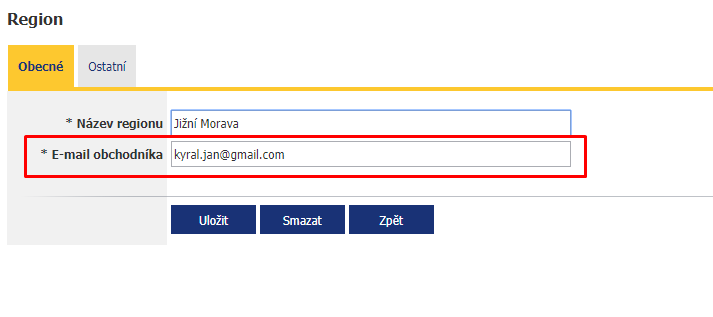 Region
Obecné Ostatní
* Název regionu Jižní Morava
* E-mail obchodníka kyral.jan@gmail.com
Uložit Smazat Zpět